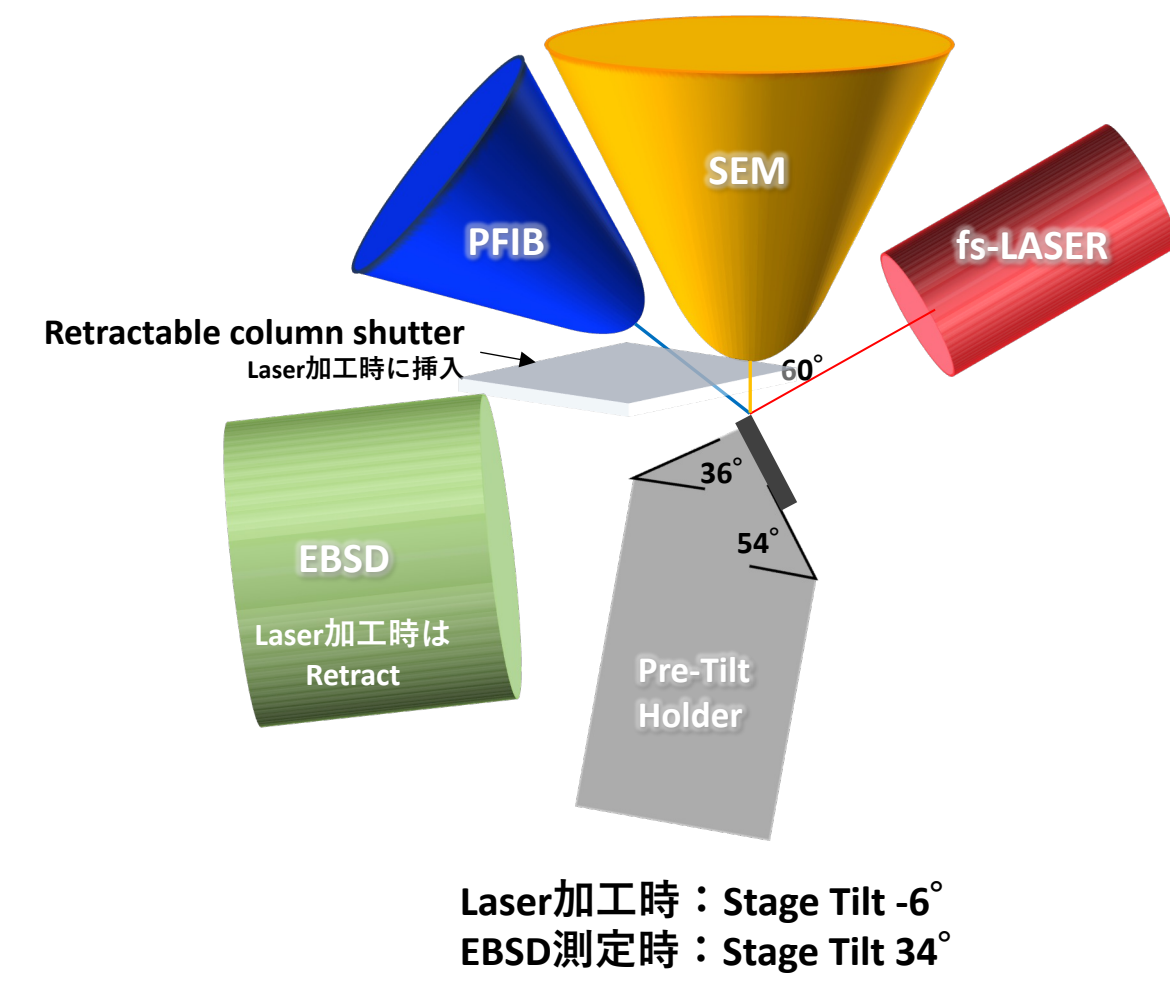 SEM
PFIB
fs-LASER
Retractable column shutter
Laser加工時に挿入
60°
36°
54°
EBSD
Laser加工時は
Retract
Pre-Tilt
Holder
Laser加工時：Stage Tilt -6°
EBSD測定時：Stage Tilt 34°